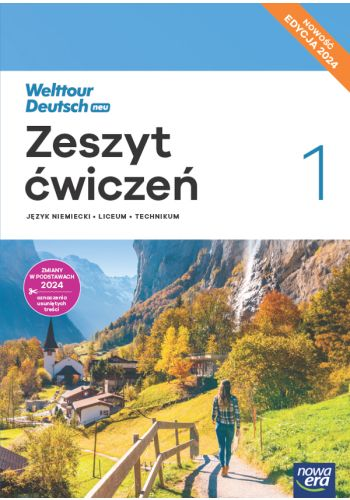 NOWOŚĆ
EDYCJA 2024
Welttour
Deutsch neu
Zeszyt
ćwiczeń
1
JĘZYK NIEMIECKI • LICEUM • TECHNIKUM
ZMIANY
W PODSTAWACH
2024
oznaczenia
usuniętych
treści
nowa
era